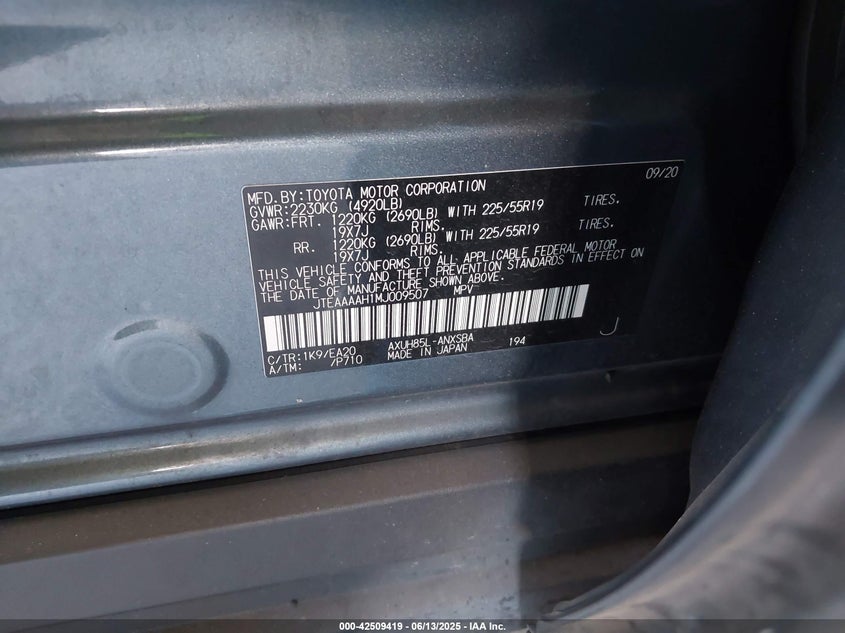 09/20
MFD.BY:TOYOTA MOTOR CORPORATION
GVWR:2230KG (4920LB)
GAWR:FRT. 1220KG (2690LB) WITH 225/55R19 TIRES.
19X7J RIMS.
RR. 1220KG (2690LB) WITH 225/55R19 TIRES.
19X7J RIMS.
THIS VEHICLE CONFORMS TO ALL APPLICABLE FEDERAL MOTOR
VEHICLE SAFETY AND THEFT PREVENTION STANDARDS IN EFFECT ON
THE DATE OF MANUFACTURE SHOWN ABOVE.
JTEAAAAH1MJ009507 MPV
J
C/TR:1K9/EA20 AXUH85L-ANXSBA 194
A/TM: /P710 MADE IN JAPAN
000-42509419 - 06/13/2025 - IAA Inc.